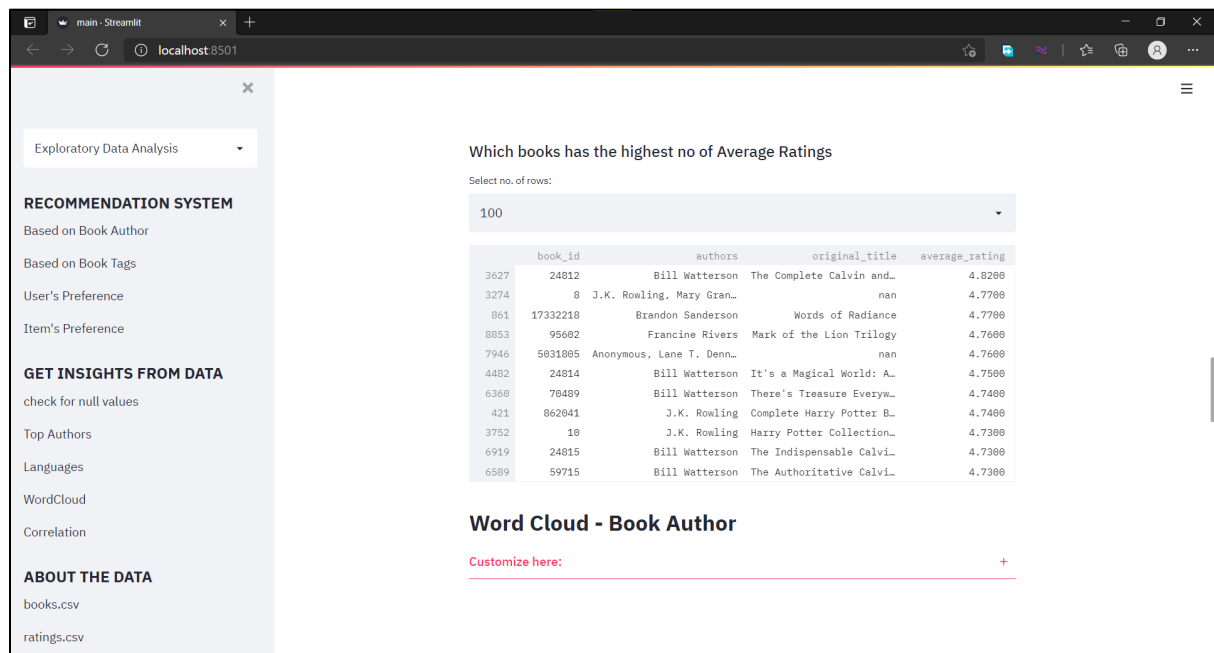 main · Streamlit
localhost:8501
Exploratory Data Analysis
RECOMMENDATION SYSTEM
Based on Book Author
Based on Book Tags
User's Preference
Item's Preference
GET INSIGHTS FROM DATA
check for null values
Top Authors
Languages
WordCloud
Correlation
ABOUT THE DATA
books.csv
ratings.csv
Which books has the highest no of Average Ratings
Select no. of rows:
100
book_id authors original_title average_rating
3627 24812 Bill Watterson The Complete Calvin and… 4.8200
3274 8 J.K. Rowling, Mary Gran… nan 4.7700
861 17332218 Brandon Sanderson Words of Radiance 4.7700
8853 95602 Francine Rivers Mark of the Lion Trilogy 4.7600
7946 5031805 Anonymous, Lane T. Denn… nan 4.7600
4482 24814 Bill Watterson It's a Magical World: A… 4.7500
6360 70489 Bill Watterson There's Treasure Everyw… 4.7400
421 862041 J.K. Rowling Complete Harry Potter B… 4.7400
3752 10 J.K. Rowling Harry Potter Collection… 4.7300
6919 24815 Bill Watterson The Indispensable Calvi… 4.7300
6589 59715 Bill Watterson The Authoritative Calvi… 4.7300
Word Cloud - Book Author
Customize here: